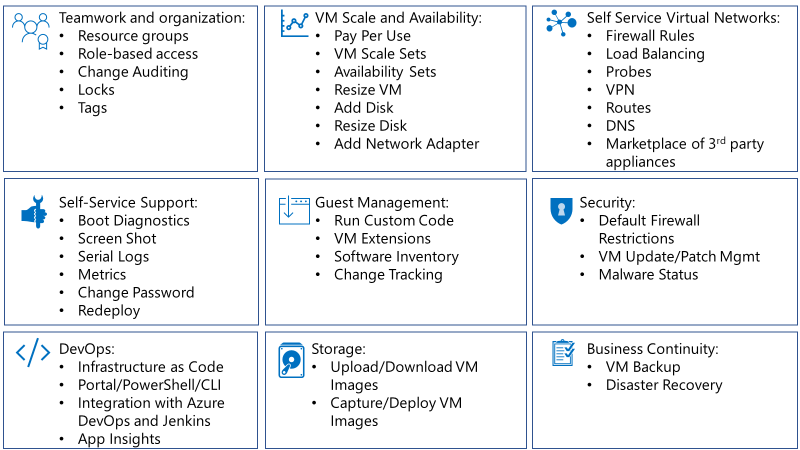 Teamwork and organization:
• Resource groups
• Role-based access
• Change Auditing
• Locks
• Tags
VM Scale and Availability:
• Pay Per Use
• VM Scale Sets
• Availability Sets
• Resize VM
• Add Disk
• Resize Disk
• Add Network Adapter
Self Service Virtual Networks:
• Firewall Rules
• Load Balancing
• Probes
• VPN
• Routes
• DNS
• Marketplace of 3rd party
appliances
Self-Service Support:
• Boot Diagnostics
• Screen Shot
• Serial Logs
• Metrics
• Change Password
• Redeploy
Guest Management:
• Run Custom Code
• VM Extensions
• Software Inventory
• Change Tracking
Security:
• Default Firewall
Restrictions
• VM Update/Patch Mgmt
• Malware Status
DevOps:
• Infrastructure as Code
• Portal/PowerShell/CLI
• Integration with Azure
DevOps and Jenkins
• App Insights
Storage:
• Upload/Download VM
Images
• Capture/Deploy VM
Images
Business Continuity:
• VM Backup
• Disaster Recovery